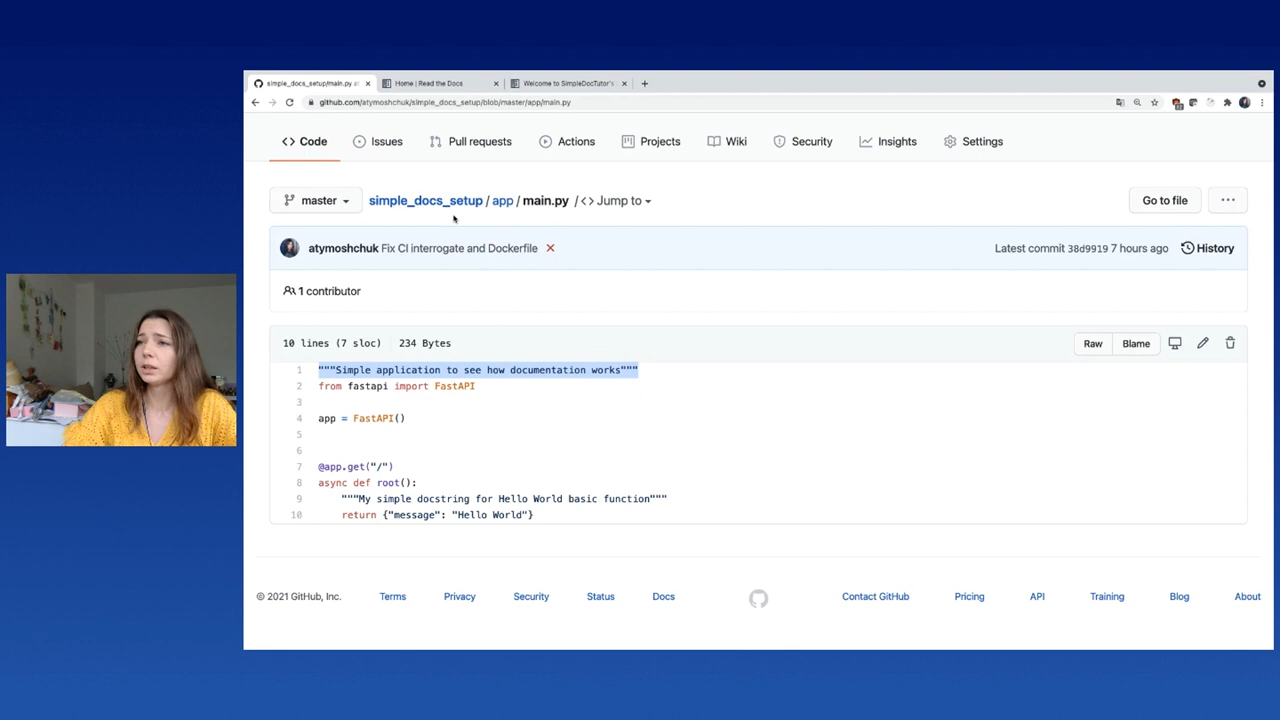 simple_docs_setup/main.py at
Home | Read the Docs
Welcome to SimpleDocTutor's
github.com/atymoshchuk/simple_docs_setup/blob/master/app/main.py
Code
Issues
Pull requests
Actions
Projects
Wiki
Security
Insights
Settings
master
simple_docs_setup / app / main.py / <> Jump to
Go to file
atymoshchuk Fix CI interrogate and Dockerfile
Latest commit 38d9919 7 hours ago
History
1 contributor
10 lines (7 sloc) 234 Bytes
Raw
Blame
1 """Simple application to see how documentation works"""
2 from fastapi import FastAPI
3
4 app = FastAPI()
5
6
7 @app.get("/")
8 async def root():
9 """My simple docstring for Hello World basic function"""
10 return {"message": "Hello World"}
© 2021 GitHub, Inc.
Terms
Privacy
Security
Status
Docs
Contact GitHub
Pricing
API
Training
Blog
About